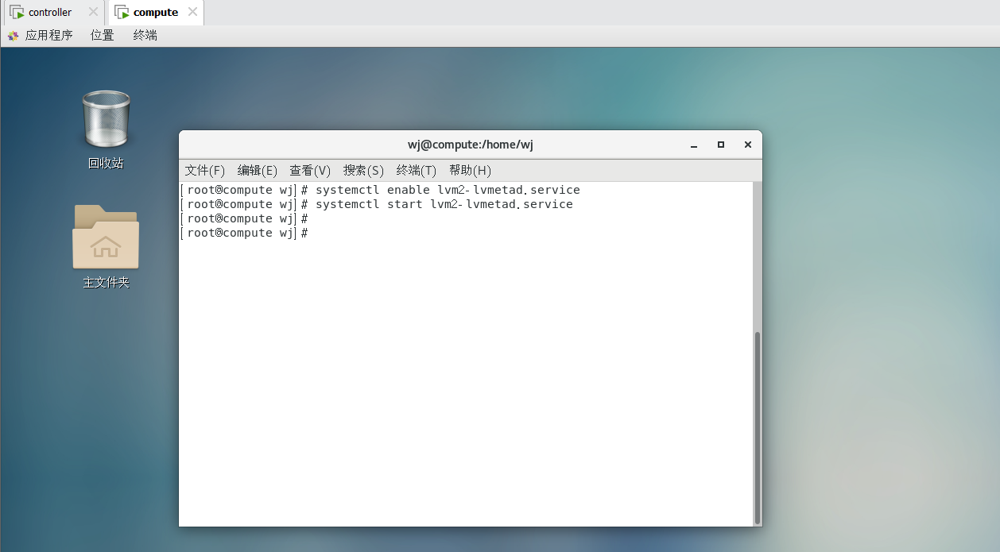 controller
compute
应用程序 位置 终端
回收站
主文件夹
wj@compute:/home/wj
文件(F) 编辑(E) 查看(V) 搜索(S) 终端(T) 帮助(H)
[root@compute wj]# systemctl enable lvm2-lvmetad.service
[root@compute wj]# systemctl start lvm2-lvmetad.service
[root@compute wj]#
[root@compute wj]#